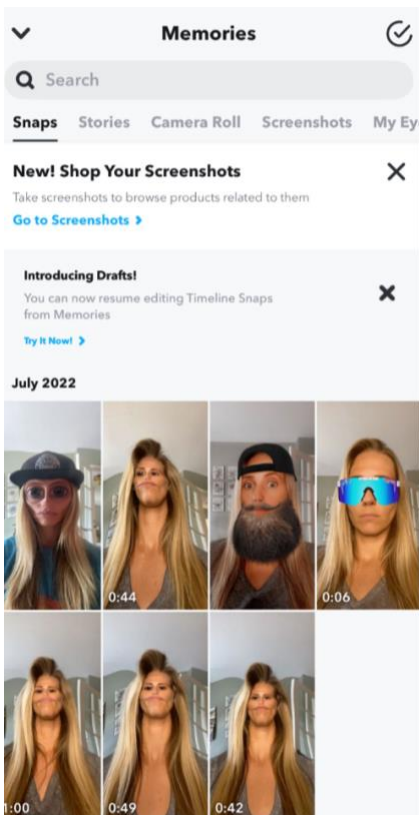 Memories
Search
Snaps Stories Camera Roll Screenshots My Ey
New! Shop Your Screenshots
Take screenshots to browse products related to them
Go to Screenshots >
Introducing Drafts!
You can now resume editing Timeline Snaps
from Memories
Try It Now! >
July 2022
0:44 0:06
1:00 0:49 0:42